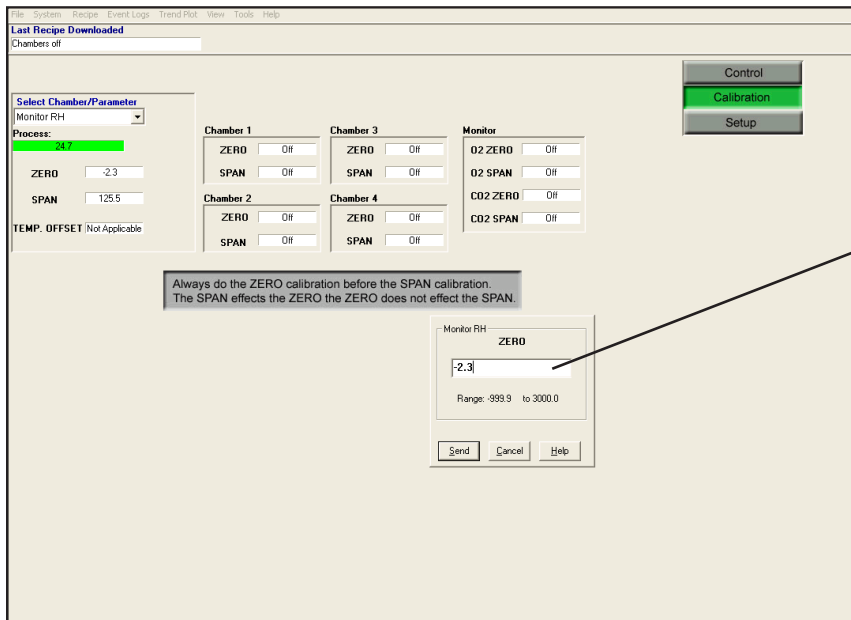 File System Recipe Event Logs Trend Plot View Tools Help
Last Recipe Downloaded
Chambers off
Control
Calibration
Setup
Select Chamber/Parameter
Monitor RH
Process:
24.7
ZERO -2.3
SPAN 125.5
TEMP. OFFSET Not Applicable
Chamber 1
ZERO Off
SPAN Off
Chamber 2
ZERO Off
SPAN Off
Chamber 3
ZERO Off
SPAN Off
Chamber 4
ZERO Off
SPAN Off
Monitor
O2 ZERO Off
O2 SPAN Off
CO2 ZERO Off
CO2 SPAN Off
Always do the ZERO calibration before the SPAN calibration.
The SPAN effects the ZERO the ZERO does not effect the SPAN.
Monitor RH
ZERO
-2.3
Range: -999.9 to 3000.0
Send Cancel Help